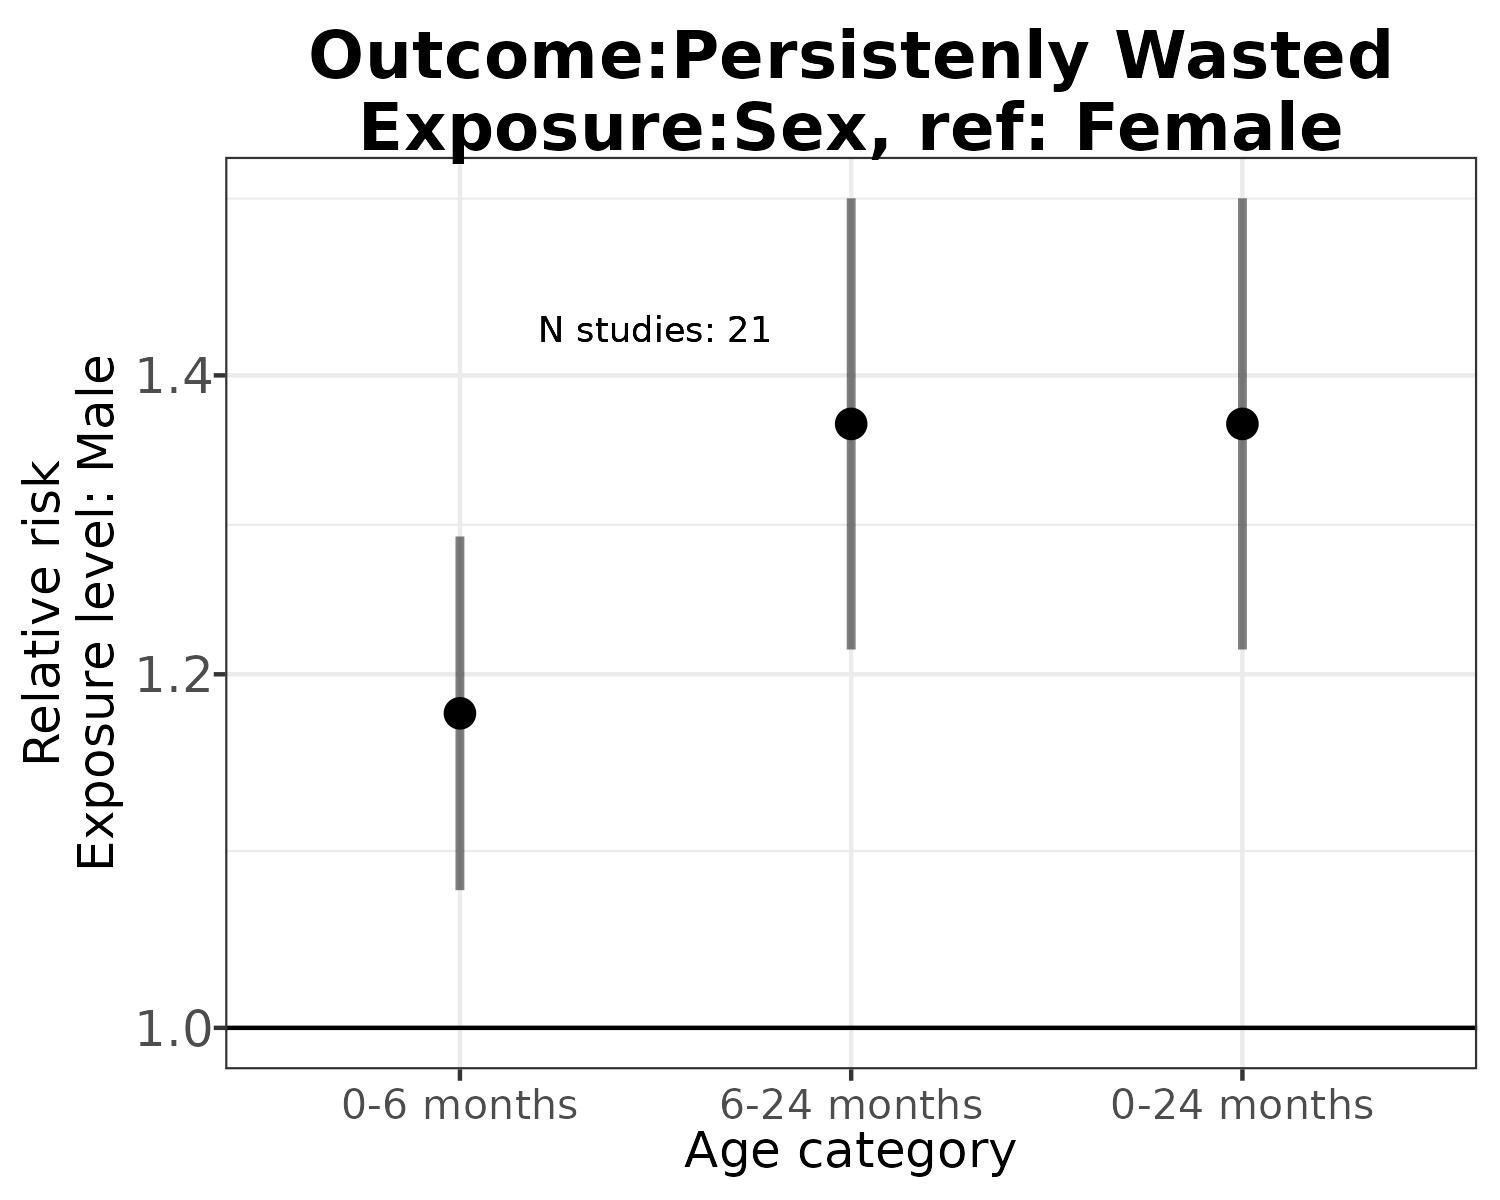 Outcome:Persistenly Wasted
Exposure:Sex, ref: Female
N studies: 21
Relative risk
Exposure level: Male
1.4
1.2
1.0
0-6 months
6-24 months
0-24 months
Age category